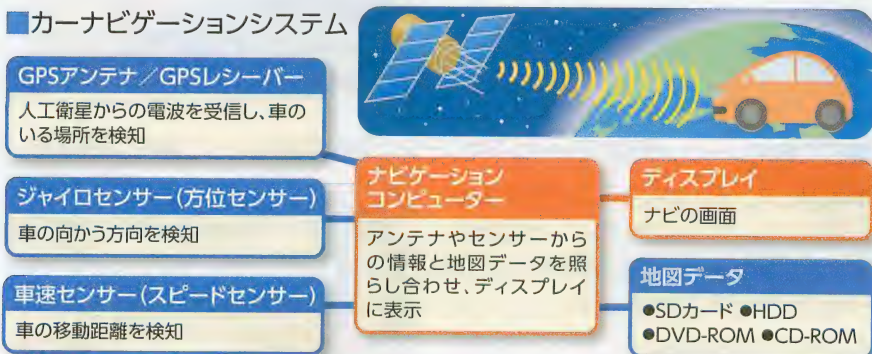 ■カーナビゲーションシステム
GPSアンテナ／GPSレシーバー
人工衛星からの電波を受信し、車の
いる場所を検知
ジャイロセンサー(方位センサー)
車の向かう方向を検知
車速センサー(スピードセンサー)
車の移動距離を検知
ナビゲーション
コンピューター
アンテナやセンサーから
の情報と地図データを照
らし合わせ、ディスプレイ
に表示
ディスプレイ
ナビの画面
地図データ
●SDカード ●HDD
●DVD-ROM ●CD-ROM